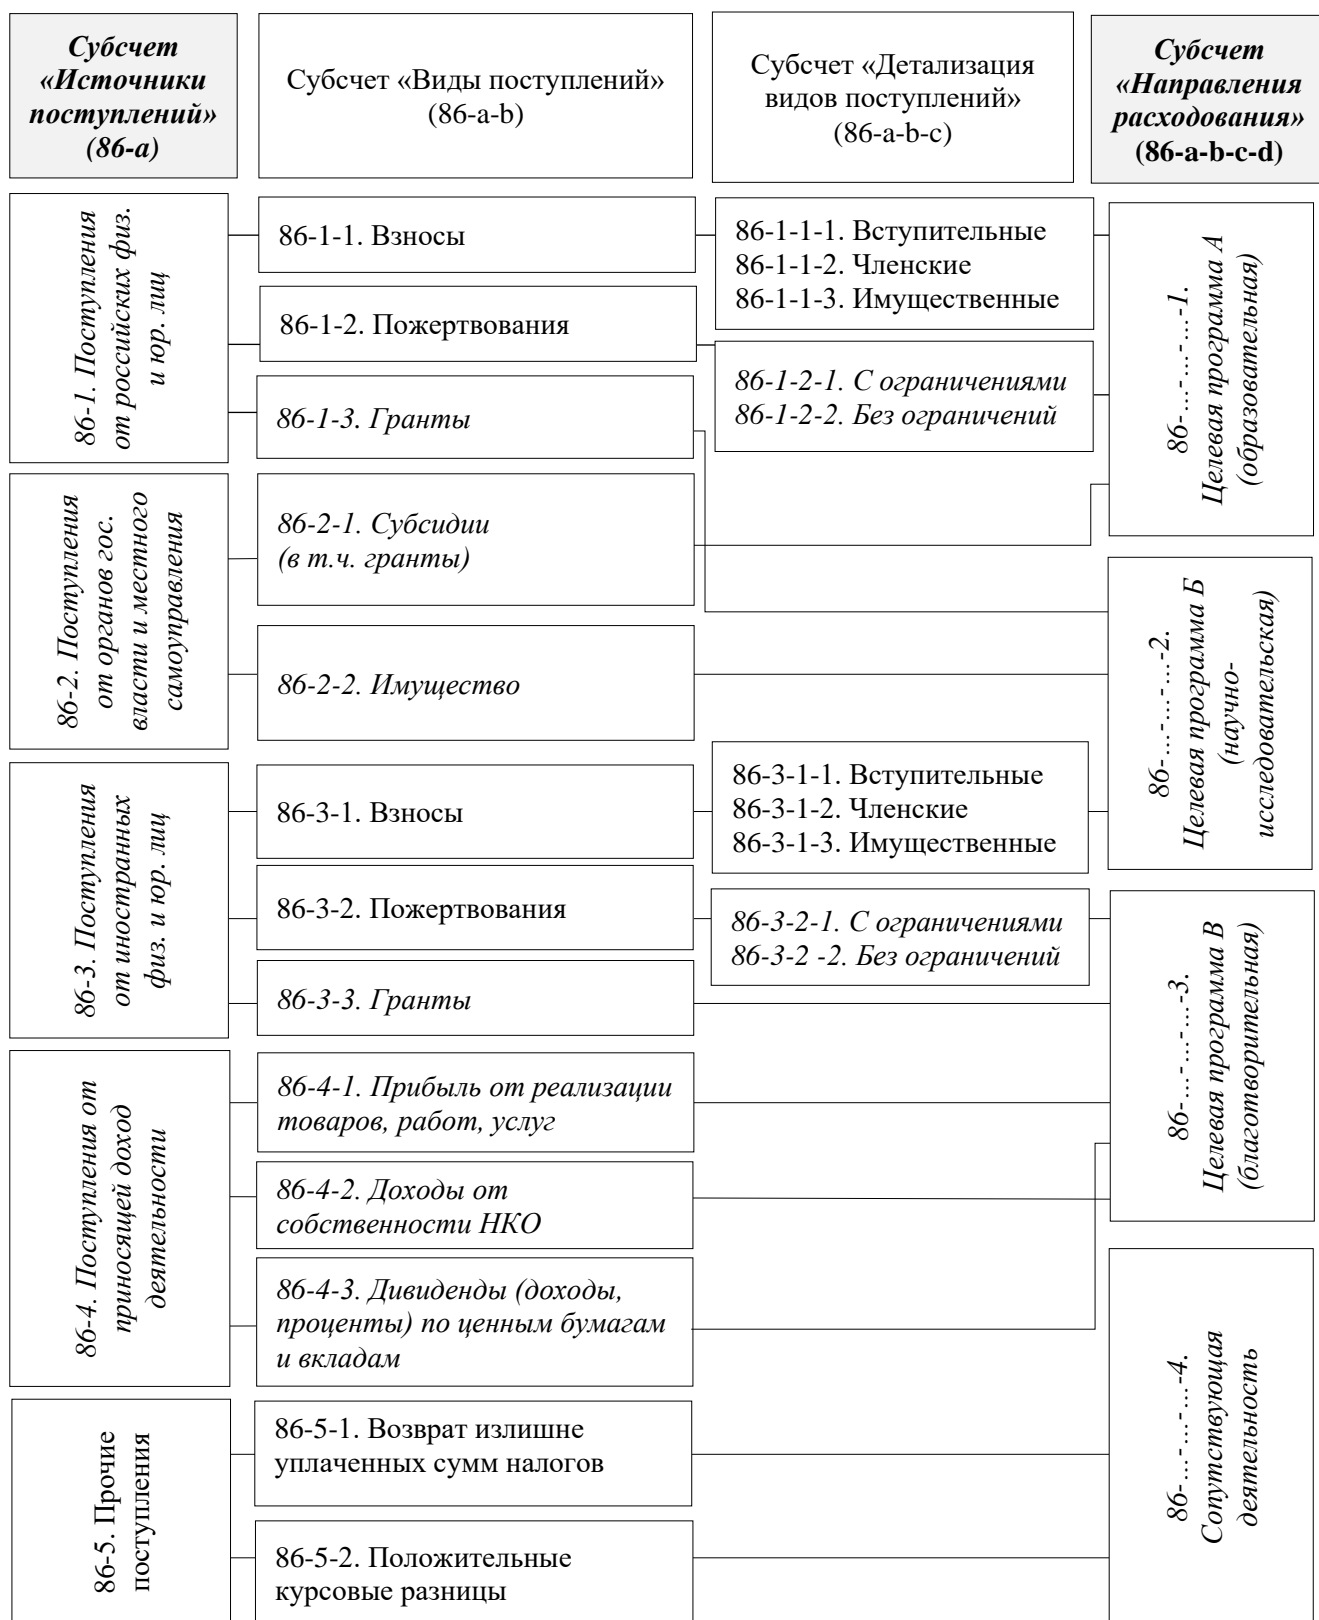 Субсчет
«Источники
поступлений»
(86-a)
Субсчет «Виды поступлений»
(86-a-b)
Субсчет «Детализация
видов поступлений»
(86-a-b-c)
Субсчет
«Направления
расходования»
(86-a-b-c-d)
86-1. Поступления
от российских физ.
и юр. лиц
86-1-1. Взносы
86-1-2. Пожертвования
86-1-3. Гранты
86-1-1-1. Вступительные
86-1-1-2. Членские
86-1-1-3. Имущественные
86-1-2-1. С ограничениями
86-1-2-2. Без ограничений
86-...-...-...-1.
Целевая программа А
(образовательная)
86-2. Поступления
от органов гос.
власти и местного
самоуправления
86-2-1. Субсидии
(в т.ч. гранты)
86-2-2. Имущество
86-...-...-...-2.
Целевая программа Б
(научно-
исследовательская)
86-3. Поступления
от иностранных
физ. и юр. лиц
86-3-1. Взносы
86-3-2. Пожертвования
86-3-3. Гранты
86-3-1-1. Вступительные
86-3-1-2. Членские
86-3-1-3. Имущественные
86-3-2-1. С ограничениями
86-3-2 -2. Без ограничений
86-...-...-...-3.
Целевая программа В
(благотворительная)
86-4. Поступления от
приносящей доход
деятельности
86-4-1. Прибыль от реализации
товаров, работ, услуг
86-4-2. Доходы от
собственности НКО
86-4-3. Дивиденды (доходы,
проценты) по ценным бумагам
и вкладам
86-...-...-...-4.
Сопутствующая
деятельность
86-5. Прочие
поступления
86-5-1. Возврат излишне
уплаченных сумм налогов
86-5-2. Положительные
курсовые разницы